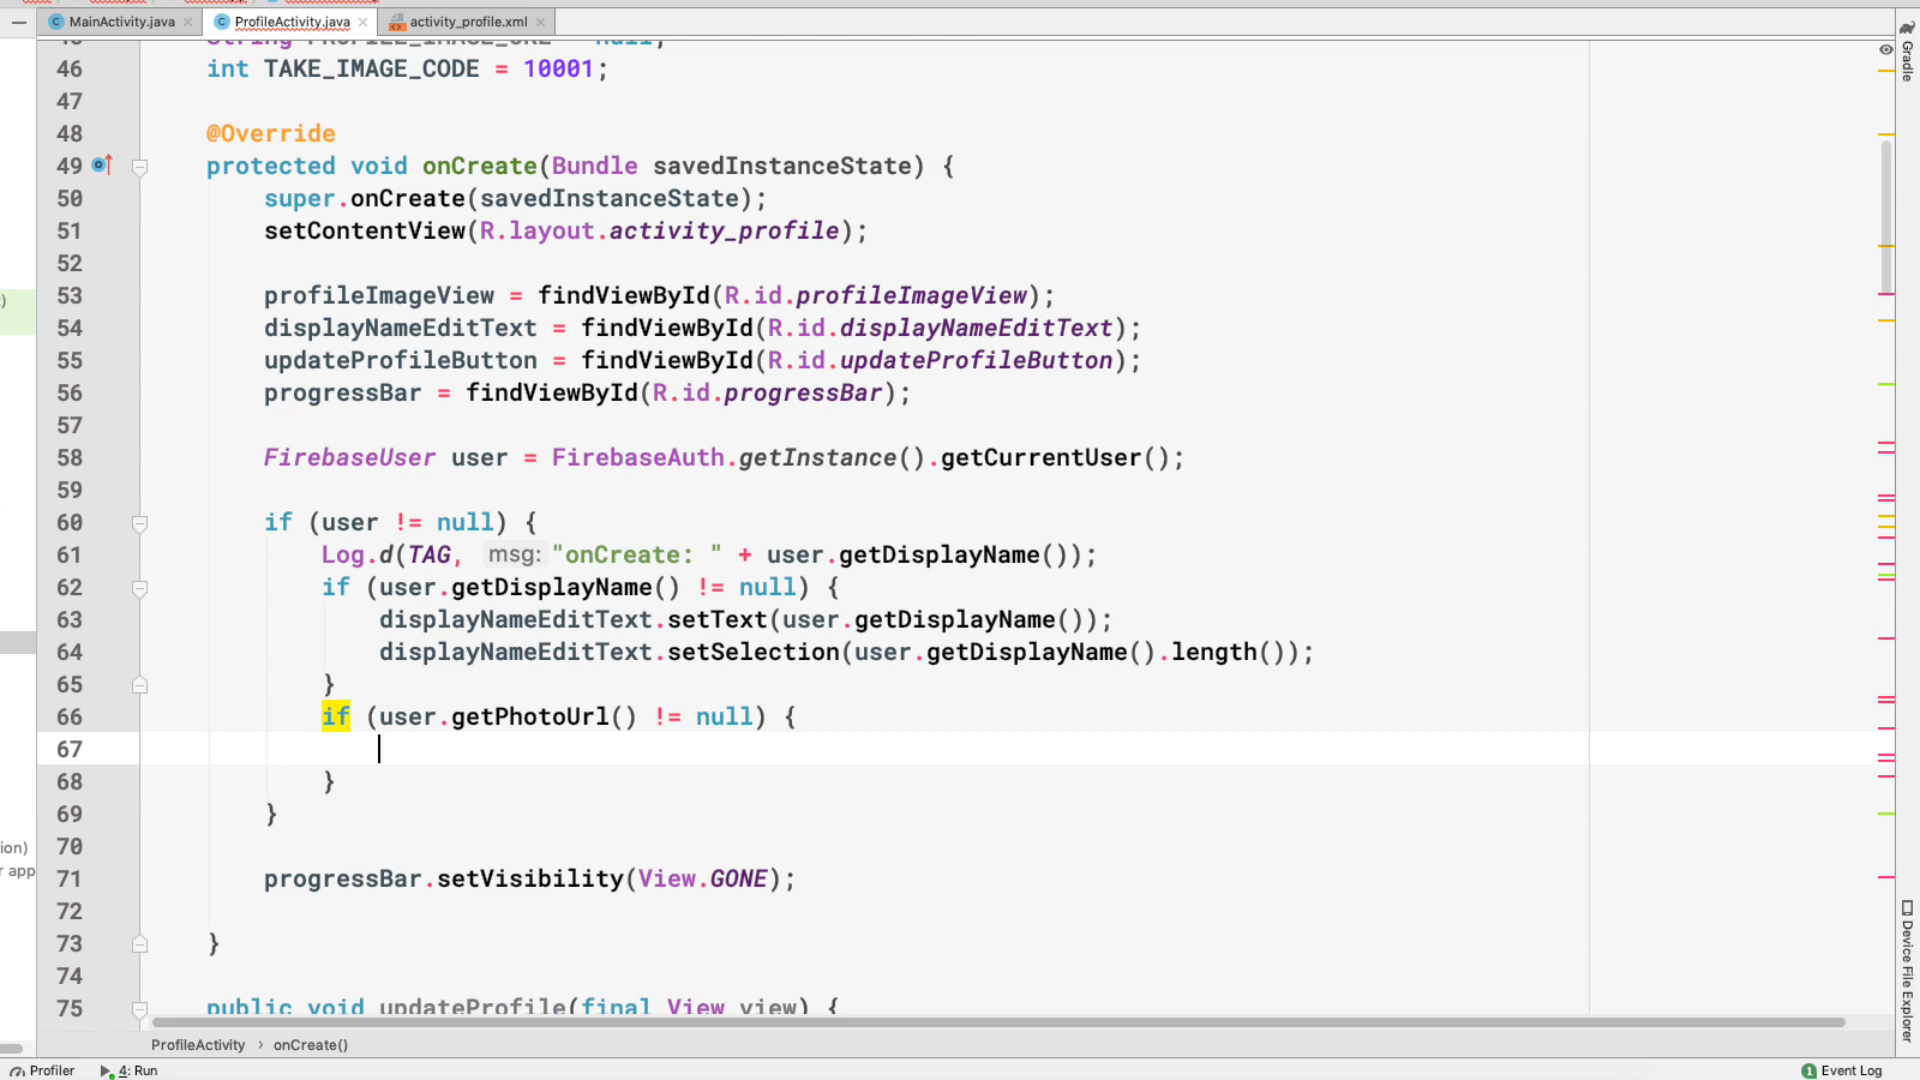 MainActivity.java
ProfileActivity.java
activity_profile.xml
46 int TAKE_IMAGE_CODE = 10001;
47
48 @Override
49 protected void onCreate(Bundle savedInstanceState) {
50 super.onCreate(savedInstanceState);
51 setContentView(R.layout.activity_profile);
52
53 profileImageView = findViewById(R.id.profileImageView);
54 displayNameEditText = findViewById(R.id.displayNameEditText);
55 updateProfileButton = findViewById(R.id.updateProfileButton);
56 progressBar = findViewById(R.id.progressBar);
57
58 FirebaseUser user = FirebaseAuth.getInstance().getCurrentUser();
59
60 if (user != null) {
61 Log.d(TAG, msg: "onCreate: " + user.getDisplayName());
62 if (user.getDisplayName() != null) {
63 displayNameEditText.setText(user.getDisplayName());
64 displayNameEditText.setSelection(user.getDisplayName().length());
65 }
66 if (user.getPhotoUrl() != null) {
67
68 }
69 }
70
71 progressBar.setVisibility(View.GONE);
72
73 }
74
75 public void updateProfile(final View view) {
ion)
r app
ProfileActivity › onCreate()
Profiler
4: Run
1 Event Log
Gradle
Device File Explorer